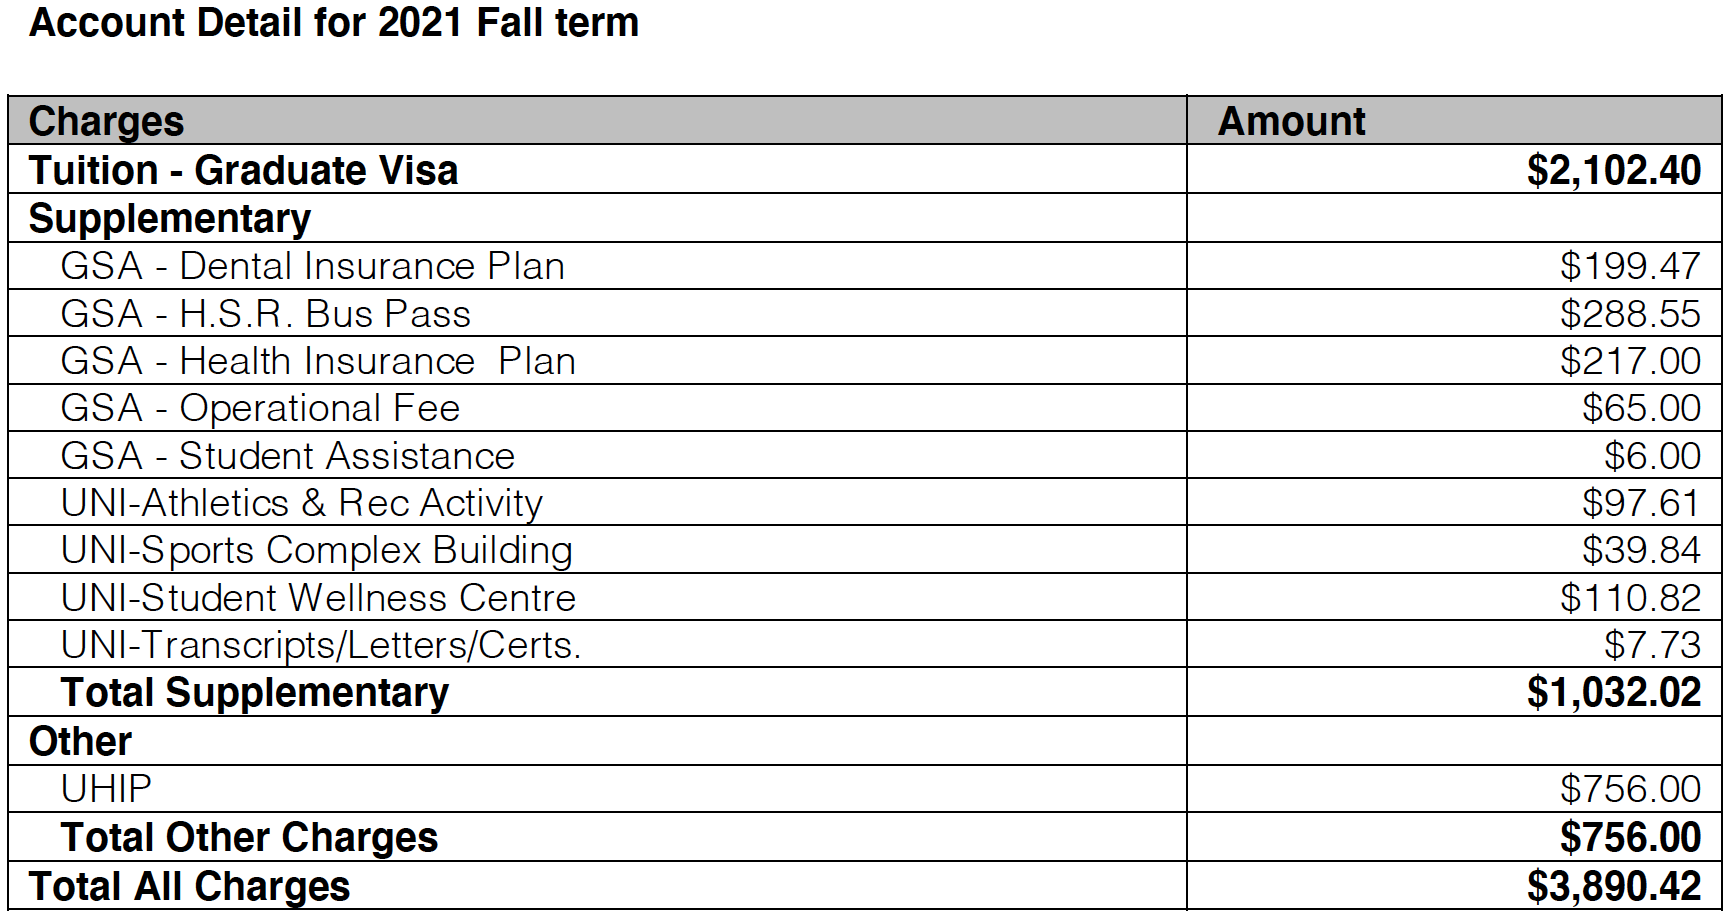 Account Detail for 2021 Fall term
Charges Amount
Tuition - Graduate Visa $2,102.40
Supplementary
GSA - Dental Insurance Plan $199.47
GSA - H.S.R. Bus Pass $288.55
GSA - Health Insurance  Plan $217.00
GSA - Operational Fee $65.00
GSA - Student Assistance $6.00
UNI-Athletics & Rec Activity $97.61
UNI-Sports Complex Building $39.84
UNI-Student Wellness Centre $110.82
UNI-Transcripts/Letters/Certs. $7.73
Total Supplementary $1,032.02
Other
UHIP $756.00
Total Other Charges $756.00
Total All Charges $3,890.42